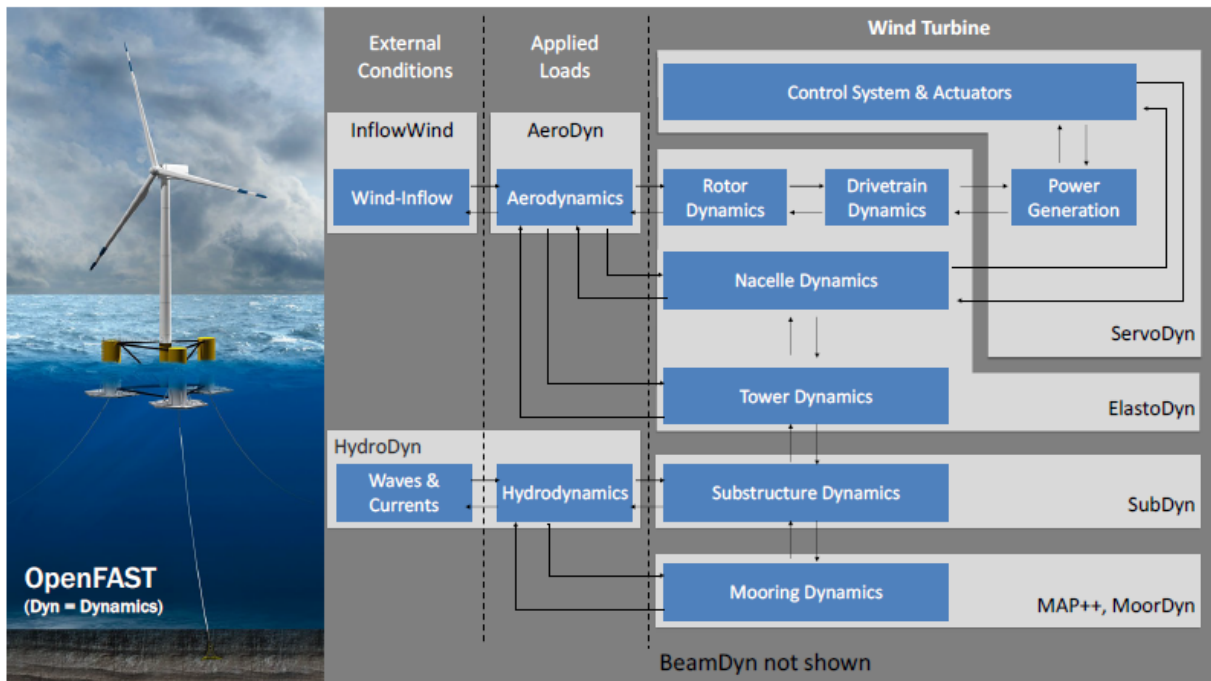 External
Conditions
Applied
Loads
Wind Turbine
Control System & Actuators
InflowWind
AeroDyn
Wind-Inflow
Aerodynamics
Rotor
Dynamics
Drivetrain
Dynamics
Power
Generation
Nacelle Dynamics
ServoDyn
Tower Dynamics
ElastoDyn
HydroDyn
Waves &
Currents
Hydrodynamics
Substructure Dynamics
SubDyn
OpenFAST
(Dyn = Dynamics)
Mooring Dynamics
MAP++, MoorDyn
BeamDyn not shown